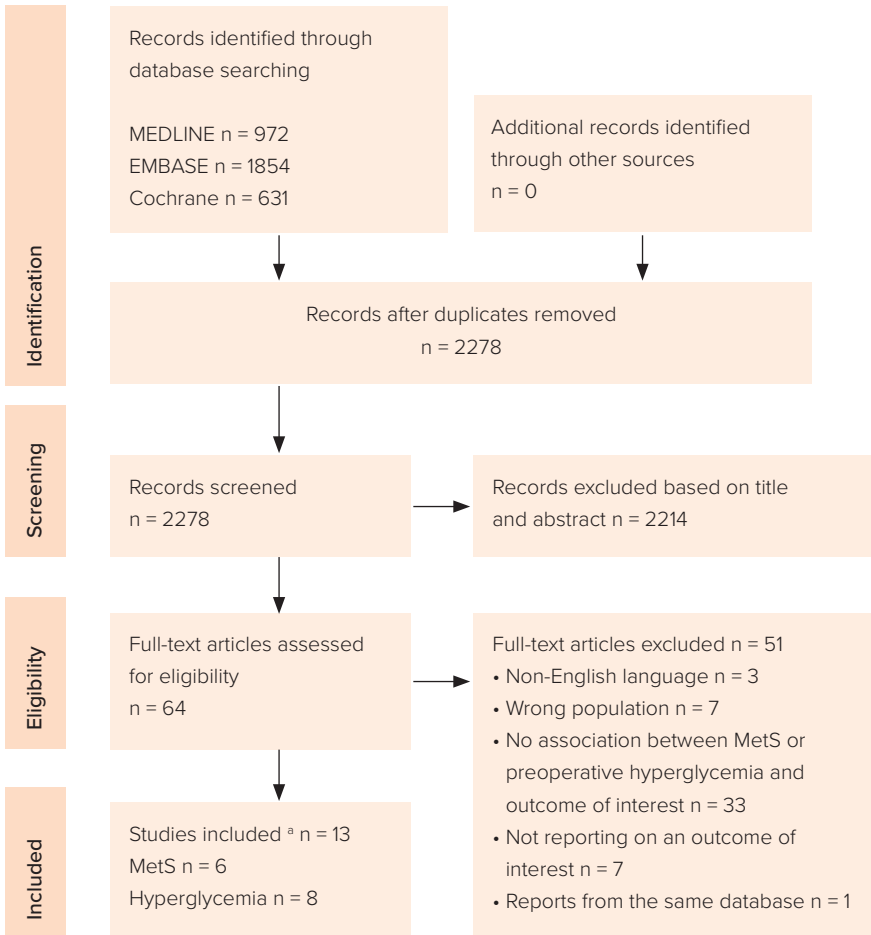 Identification
Records identified through
database searching
MEDLINE n = 972
EMBASE n = 1854
Cochrane n = 631
Additional records identified
through other sources
n = 0
Records after duplicates removed
n = 2278
Screening
Records screened
n = 2278
Records excluded based on title
and abstract n = 2214
Eligibility
Full-text articles assessed
for eligibility
n = 64
Full-text articles excluded n = 51
• Non-English language n = 3
• Wrong population n = 7
• No association between MetS or
preoperative hyperglycemia and
outcome of interest n = 33
• Not reporting on an outcome of
interest n = 7
• Reports from the same database n = 1
Included
Studies included ᵃ n = 13
MetS n = 6
Hyperglycemia n = 8